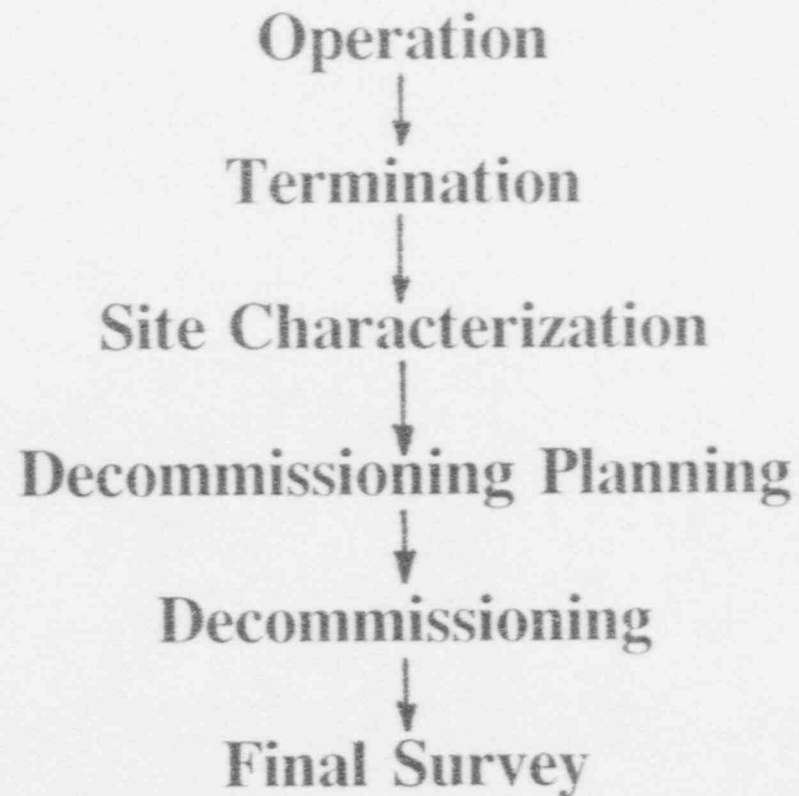 Operation
Termination
Site Characterization
Decommissioning Planning
Decommissioning
Final Survey